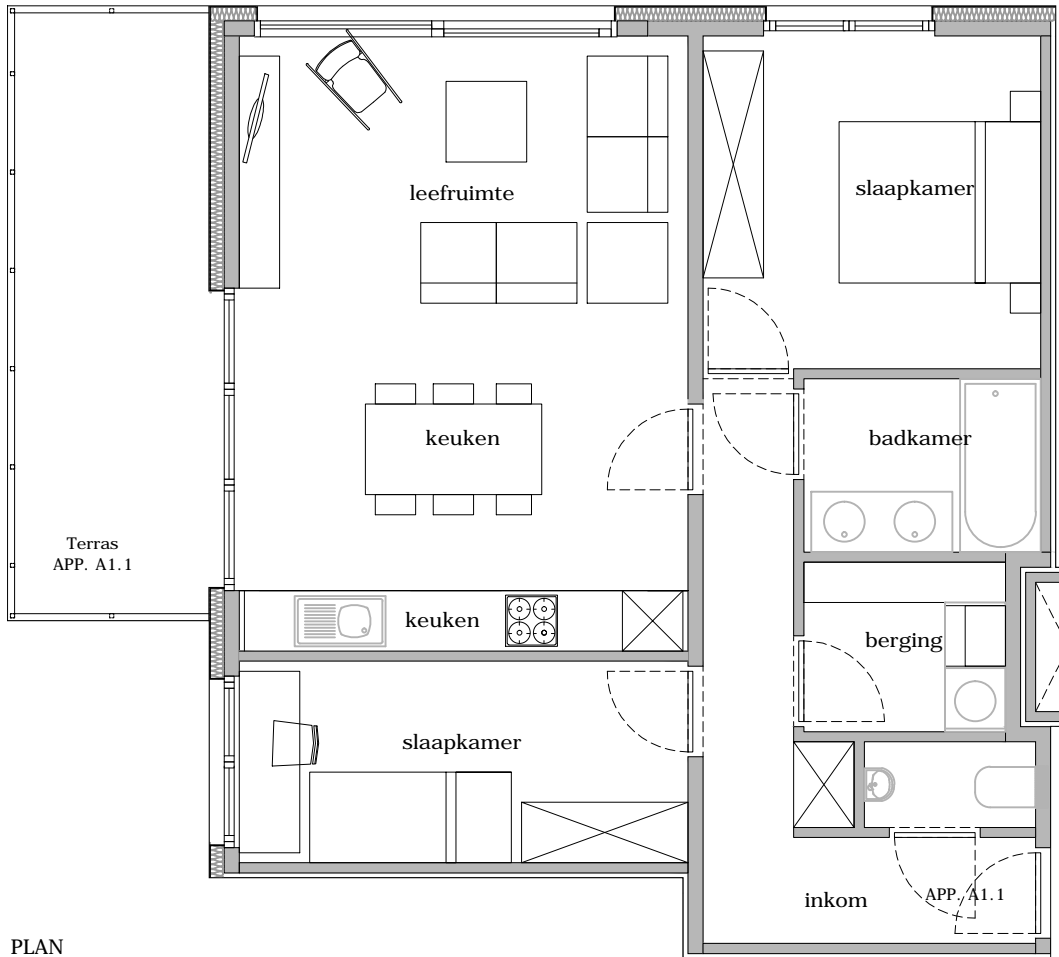 leefruimte
slaapkamer
keuken
badkamer
Terras
APP. A1.1
keuken
berging
slaapkamer
inkom
APP. A1.1
PLAN